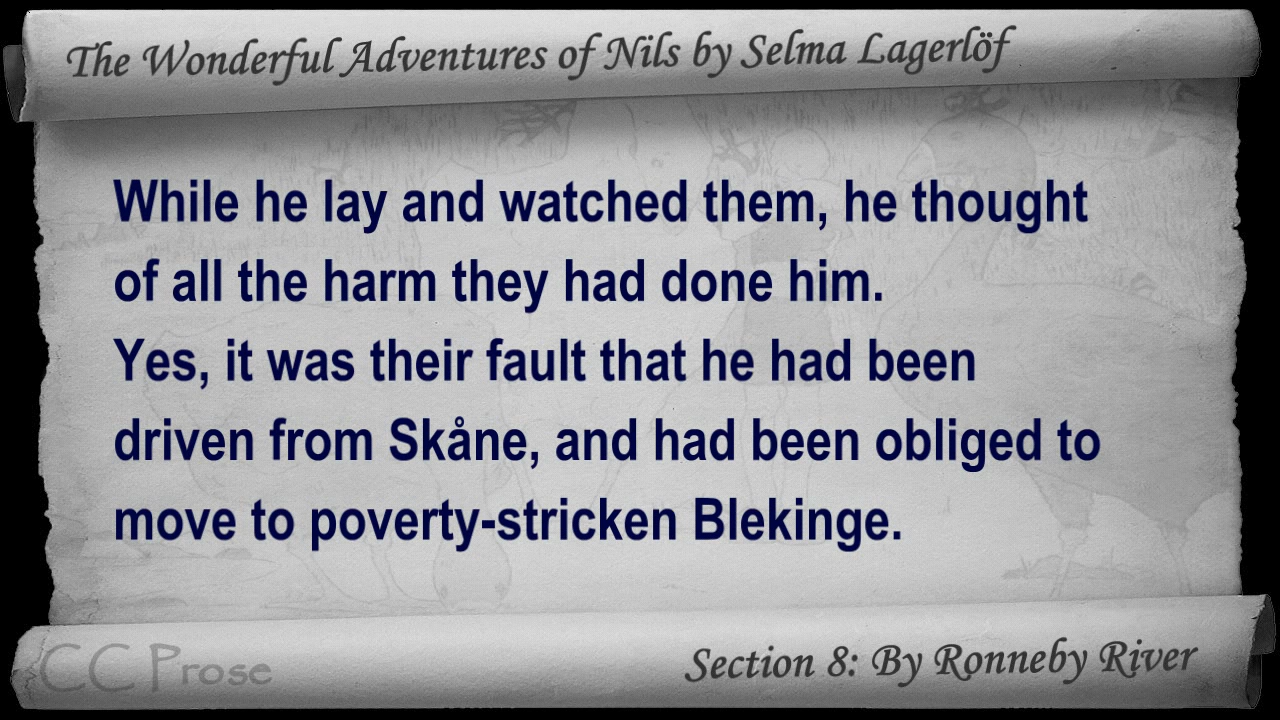 The Wonderful Adventures of Nils by Selma Lagerlöf
While he lay and watched them, he thought
of all the harm they had done him.
Yes, it was their fault that he had been
driven from Skåne, and had been obliged to
move to poverty-stricken Blekinge.
CC Prose
Section 8: By Ronneby River